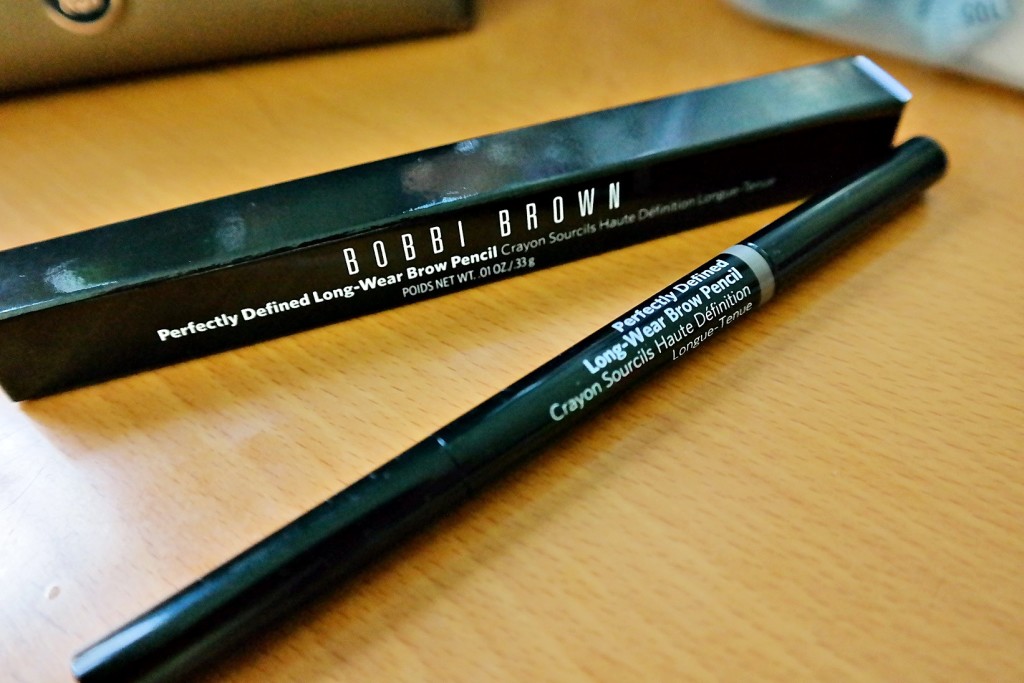 BOBBI BROWN
Perfectly Defined Long-Wear Brow Pencil Crayon Sourcils Haute Définition Longue-Tenue
POIDS NET WT. .01 OZ./.33 g
Perfectly Defined
Long-Wear Brow Pencil
Crayon Sourcils Haute Définition
Longue-Tenue